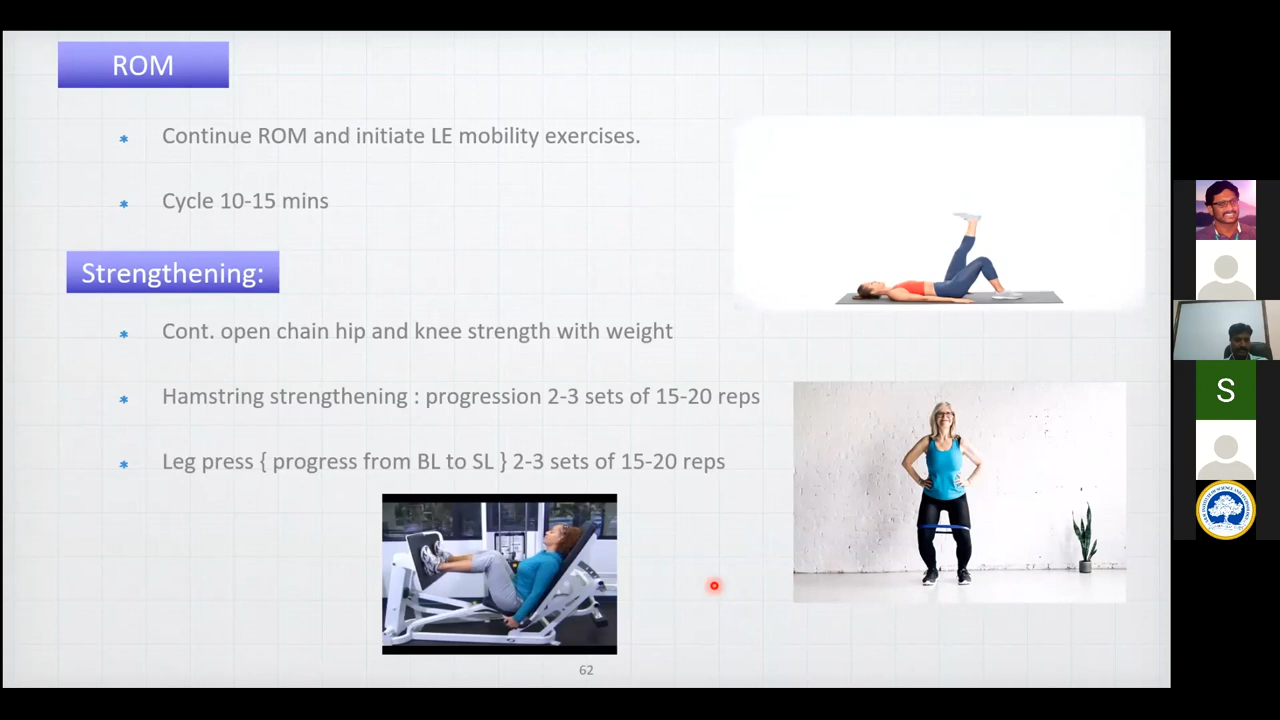 ROM
* Continue ROM and initiate LE mobility exercises.
* Cycle 10-15 mins
Strengthening:
* Cont. open chain hip and knee strength with weight
* Hamstring strengthening : progression 2-3 sets of 15-20 reps
* Leg press { progress from BL to SL } 2-3 sets of 15-20 reps
62
S